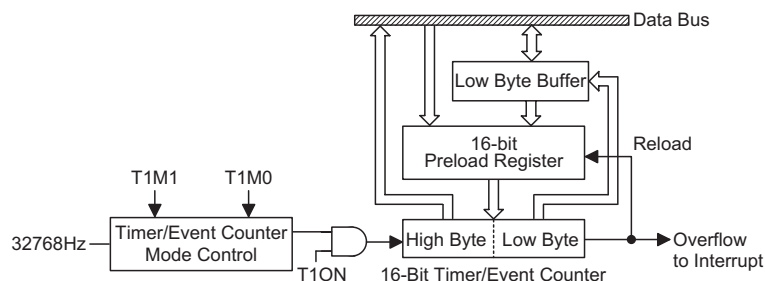 Data Bus
Low Byte Buffer
16-bit
Preload Register
Reload
T1M1
T1M0
32768Hz
Timer/Event Counter
Mode Control
T1ON
High Byte
Low Byte
16-Bit Timer/Event Counter
Overflow
to Interrupt